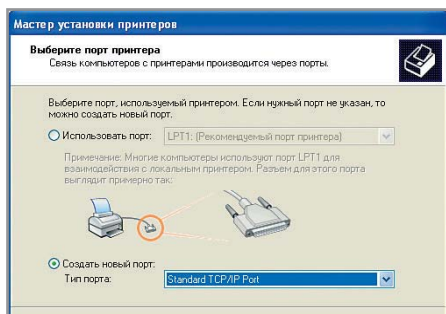 Мастер установки принтеров
Выберите порт принтера
Связь компьютеров с принтерами производится через порты.
Выберите порт, используемый принтером. Если нужный порт не указан, то
можно создать новый порт.
Использовать порт: LPT1: (Рекомендуемый порт принтера)
Примечание: Многие компьютеры используют порт LPT1 для
взаимодействия с локальным принтером. Разъем для этого порта
выглядит примерно так:
Создать новый порт:
Тип порта: Standard TCP/IP Port